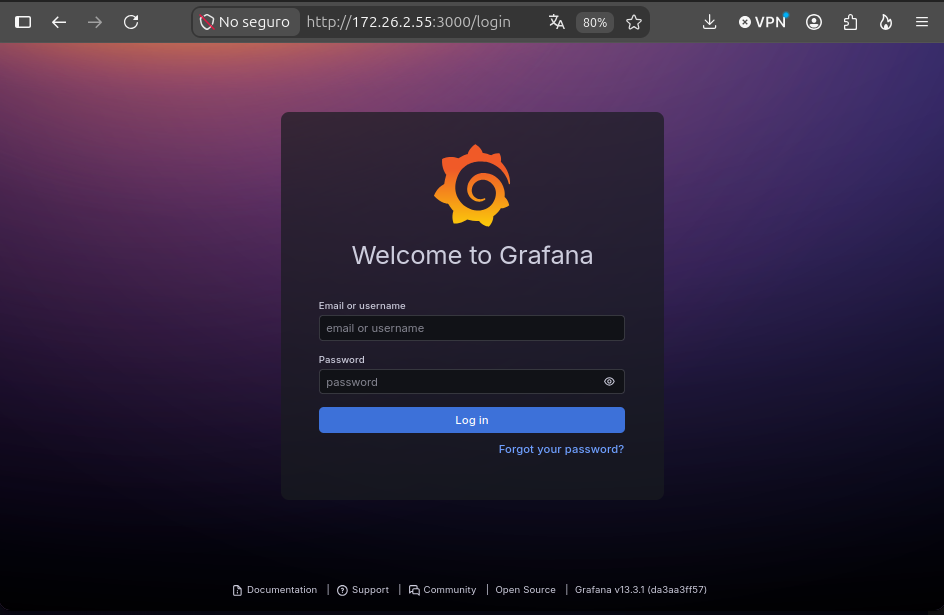 No seguro http://172.26.2.55:3000/login 80% VPN
Welcome to Grafana
Email or username
email or username
Password
password
Log in
Forgot your password?
Documentation | Support | Community | Open Source | Grafana v13.3.1 (da3aa3ff57)